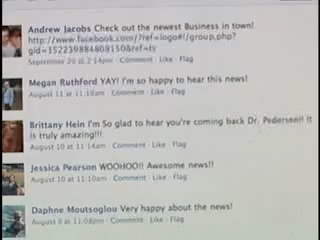 Andrew Jacobs Check out the newest Business in town!
http://www.facebook.com/?ref=logo#!/group.php?
gid=152239884808150&ref=ts
September 20 at 2:14pm · Comment · Like · Flag
Megan Ruthford YAY! I'm so happy to hear this news!
August 11 at 11:10am · Comment · Like · Flag
Brittany Hein I'm So glad to hear you're coming back Dr. Pedersen!! It
is truly amazing!!!
August 10 at 11:14am · Comment · Like · Flag
Jessica Pearson WOOHOO!! Awesome news!!
August 10 at 11:10am · Comment · Like · Flag
Daphne Moutsoglou Very happy about the news!
August 9 at 11:08pm · Comment · Like · Flag